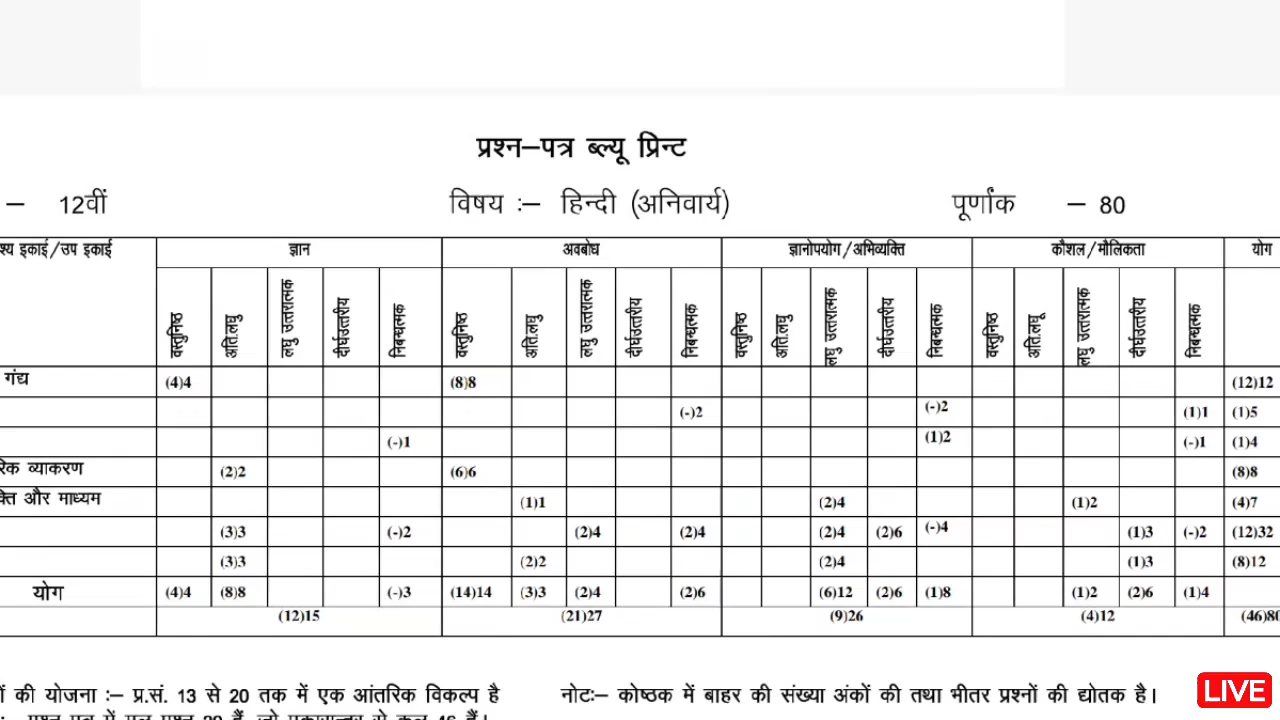 प्रश्न–पत्र ब्ल्यू प्रिन्ट
– 12वीं विषय :– हिन्दी (अनिवार्य) पूर्णांक – 80
श्य इकाई/उप इकाई ज्ञान अवबोध ज्ञानोपयोग/अभिव्यक्ति कौशल/मौलिकता योग
वस्तुनिष्ठ अति.लघु लघु उत्तरात्मक दीर्घउत्तरीय निबन्धात्मक वस्तुनिष्ठ अति.लघु लघु उत्तरात्मक दीर्घउत्तरीय निबन्धात्मक वस्तुनिष्ठ अति.लघु लघु उत्तरात्मक दीर्घउत्तरीय निबन्धात्मक वस्तुनिष्ठ अति.लघू लघु उत्तरात्मक दीर्घउत्तरीय निबन्धात्मक
गंद्य (4)4 (8)8 (12)12
(-)2 (-)2 (1)1 (1)5
(-)1 (1)2 (-)1 (1)4
रिक व्याकरण (2)2 (6)6 (8)8
क्ति और माध्यम (1)1 (2)4 (1)2 (4)7
(3)3 (-)2 (2)4 (2)4 (2)4 (2)6 (-)4 (1)3 (-)2 (12)32
(3)3 (2)2 (2)4 (1)3 (8)12
योग (4)4 (8)8 (-)3 (14)14 (3)3 (2)4 (2)6 (6)12 (2)6 (1)8 (1)2 (2)6 (1)4
(12)15 (21)27 (9)26 (4)12 (46)80
ों की योजना :– प्र.सं. 13 से 20 तक में एक आंतरिक विकल्प है नोटः– कोष्ठक में बाहर की संख्या अंकों की तथा भीतर प्रश्नों की द्योतक है।
LIVE